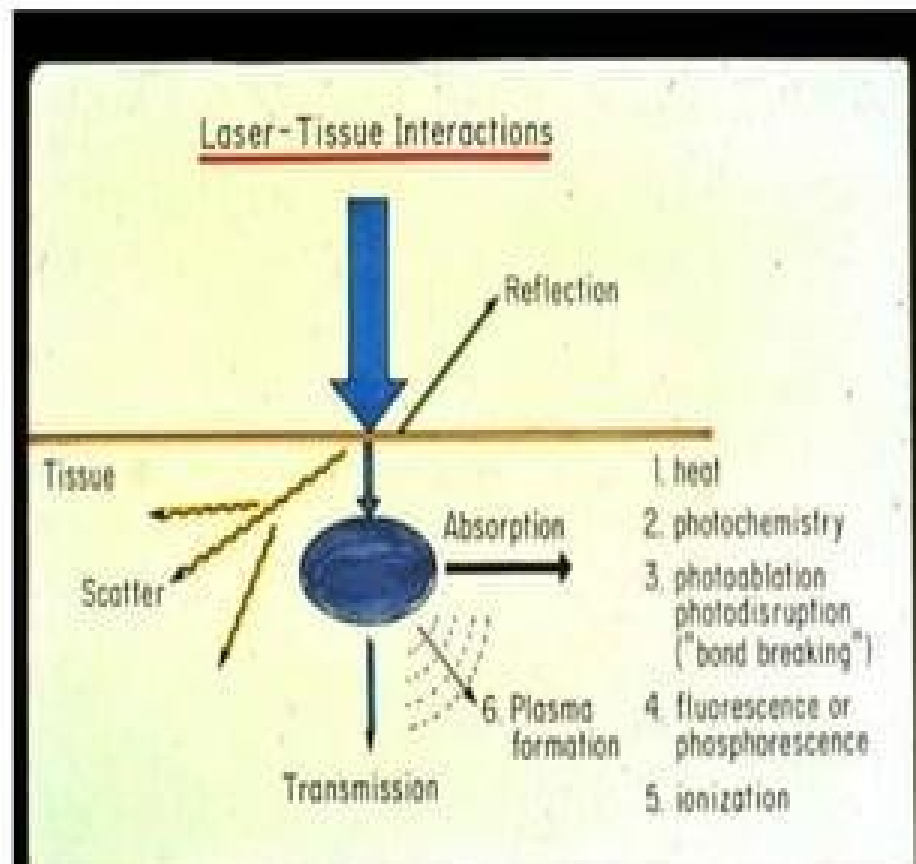 Laser-Tissue Interactions
Reflection
Tissue
Scatter
Absorption
Transmission
6. Plasma
formation
1. heat
2. photochemistry
3. photoablation
photodisruption
("bond breaking")
4. fluorescence or
phosphorescence
5. ionization